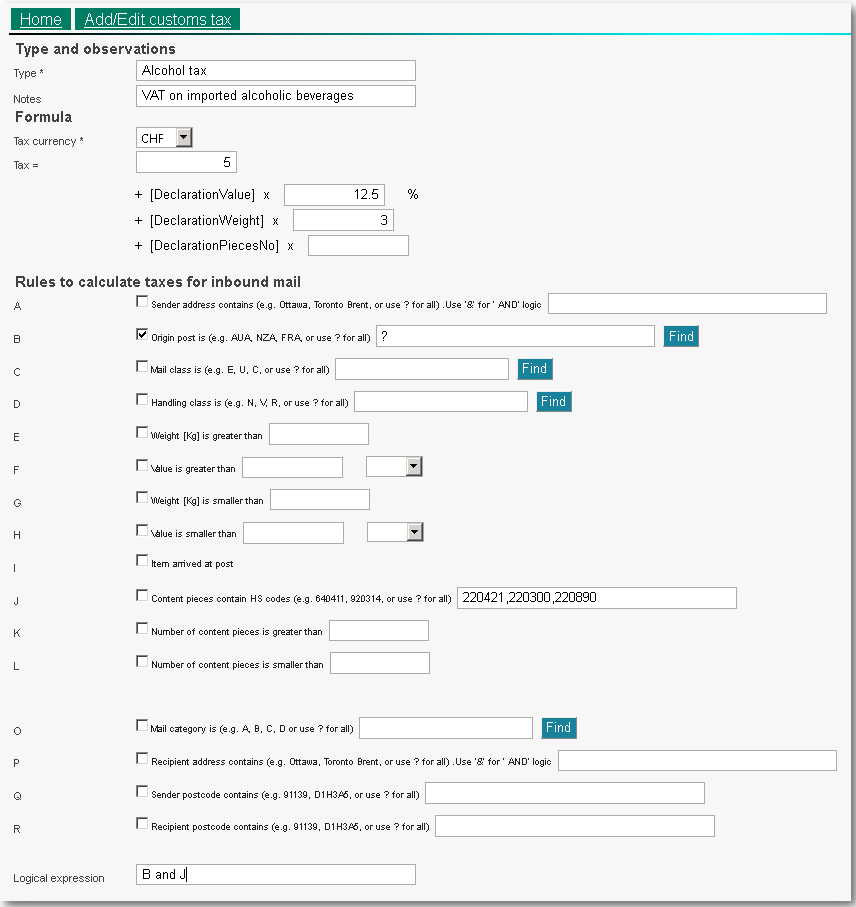 Home Add/Edit customs tax
Type and observations
Type * Alcohol tax
Notes VAT on imported alcoholic beverages
Formula
Tax currency * CHF
Tax = 5
+ [DeclarationValue] x 12.5 %
+ [DeclarationWeight] x 3
+ [DeclarationPiecesNo] x
Rules to calculate taxes for inbound mail
A Sender address contains (e.g. Ottawa, Toronto Brent, or use ? for all) .Use '&' for ' AND' logic
B Origin post is (e.g. AUA, NZA, FRA, or use ? for all) ? Find
C Mail class is (e.g. E, U, C, or use ? for all) Find
D Handling class is (e.g. N, V, R, or use ? for all) Find
E Weight [Kg] is greater than
F Value is greater than
G Weight [Kg] is smaller than
H Value is smaller than
I Item arrived at post
J Content pieces contain HS codes (e.g. 640411, 920314, or use ? for all) 220421,220300,220890
K Number of content pieces is greater than
L Number of content pieces is smaller than
O Mail category is (e.g. A, B, C, D or use ? for all) Find
P Recipient address contains (e.g. Ottawa, Toronto Brent, or use ? for all) .Use '&' for ' AND' logic
Q Sender postcode contains (e.g. 91139, D1H3A5, or use ? for all)
R Recipient postcode contains (e.g. 91139, D1H3A5, or use ? for all)
Logical expression B and J